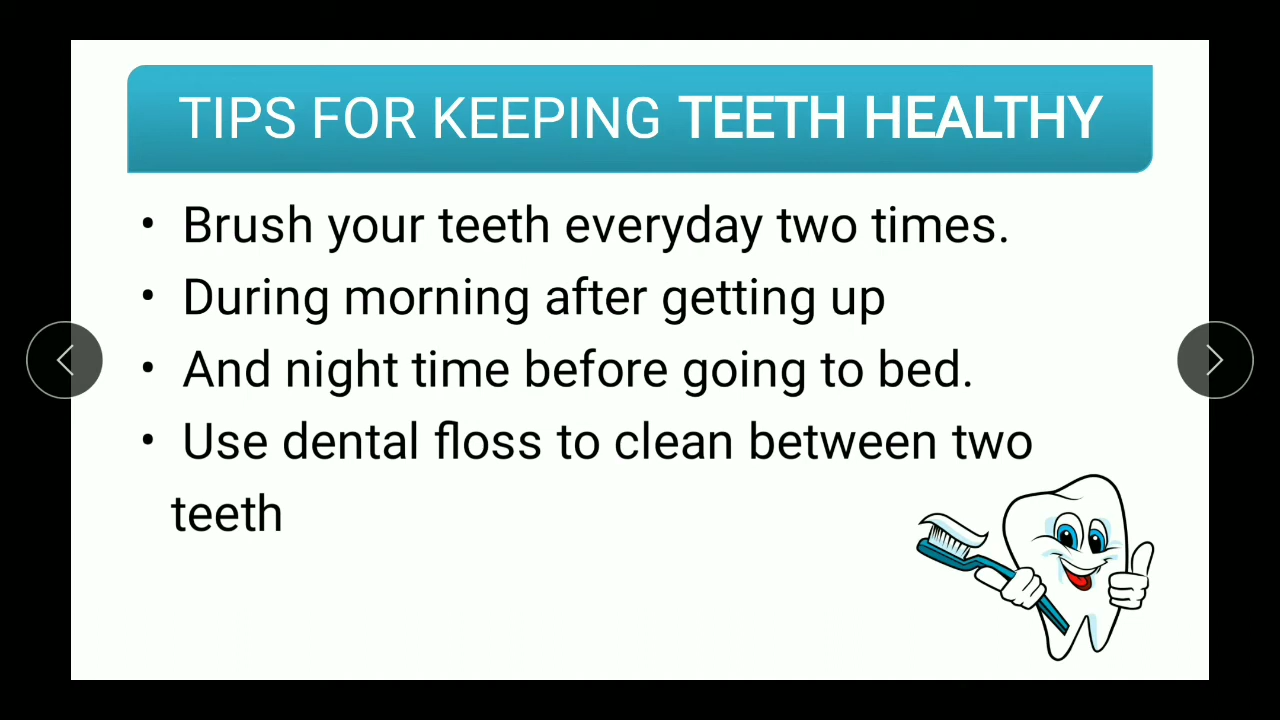 TIPS FOR KEEPING TEETH HEALTHY
• Brush your teeth everyday two times.
• During morning after getting up
• And night time before going to bed.
• Use dental floss to clean between two
teeth